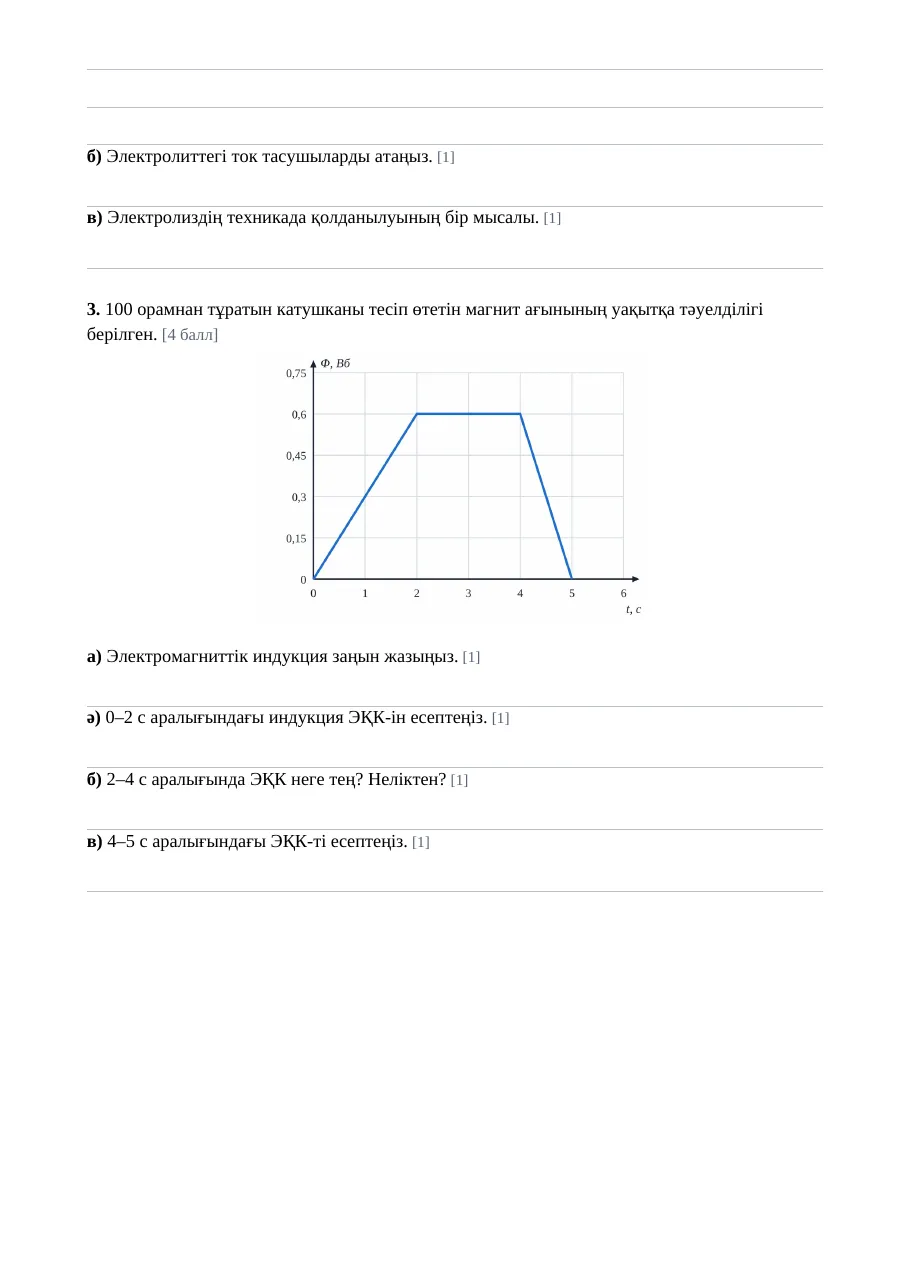 б) Электролиттегі ток тасушыларды атаңыз. [1]
в) Электролиздің техникада қолданылуының бір мысалы. [1]
3. 100 орамнан тұратын катушканы тесіп өтетін магнит ағынының уақытқа тәуелділігі
берілген. [4 балл]
Ф, Вб
0,75
0,6
0,45
0,3
0,15
0
0 1 2 3 4 5 6
t, с
а) Электромагниттік индукция заңын жазыңыз. [1]
ә) 0–2 с аралығындағы индукция ЭҚК-ін есептеңіз. [1]
б) 2–4 с аралығында ЭҚК неге тең? Неліктен? [1]
в) 4–5 с аралығындағы ЭҚК-ті есептеңіз. [1]